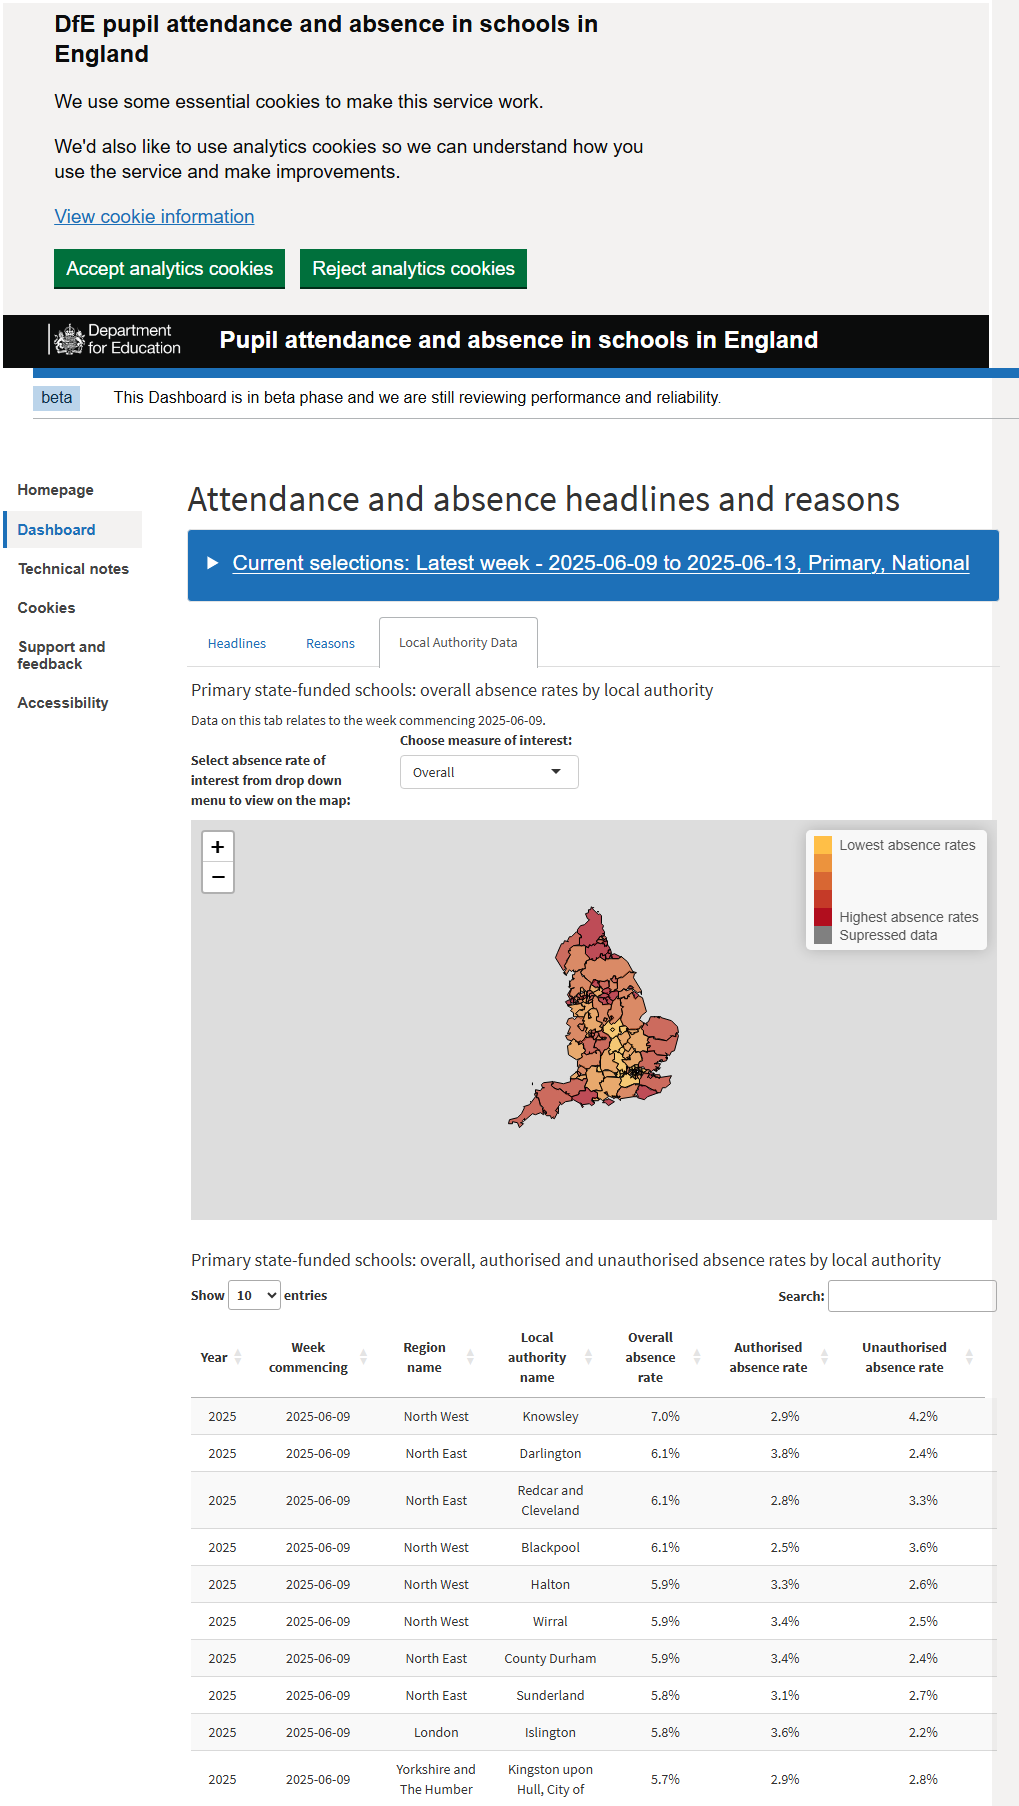 DfE pupil attendance and absence in schools in
England
We use some essential cookies to make this service work.
We'd also like to use analytics cookies so we can understand how you
use the service and make improvements.
View cookie information
Accept analytics cookies Reject analytics cookies
Department
for Education
Pupil attendance and absence in schools in England
beta This Dashboard is in beta phase and we are still reviewing performance and reliability.
Homepage
Dashboard
Technical notes
Cookies
Support and
feedback
Accessibility
Attendance and absence headlines and reasons
Current selections: Latest week - 2025-06-09 to 2025-06-13, Primary, National
Headlines Reasons Local Authority Data
Primary state-funded schools: overall absence rates by local authority
Data on this tab relates to the week commencing 2025-06-09.
Select absence rate of
interest from drop down
menu to view on the map:
Choose measure of interest:
Overall
+
−
Lowest absence rates
Highest absence rates
Supressed data
Primary state-funded schools: overall, authorised and unauthorised absence rates by local authority
Show 10 entries Search:
Year Week commencing Region name Local authority name Overall absence rate Authorised absence rate Unauthorised absence rate
2025 2025-06-09 North West Knowsley 7.0% 2.9% 4.2%
2025 2025-06-09 North East Darlington 6.1% 3.8% 2.4%
2025 2025-06-09 North East Redcar and Cleveland 6.1% 2.8% 3.3%
2025 2025-06-09 North West Blackpool 6.1% 2.5% 3.6%
2025 2025-06-09 North West Halton 5.9% 3.3% 2.6%
2025 2025-06-09 North West Wirral 5.9% 3.4% 2.5%
2025 2025-06-09 North East County Durham 5.9% 3.4% 2.4%
2025 2025-06-09 North East Sunderland 5.8% 3.1% 2.7%
2025 2025-06-09 London Islington 5.8% 3.6% 2.2%
2025 2025-06-09 Yorkshire and The Humber Kingston upon Hull, City of 5.7% 2.9% 2.8%